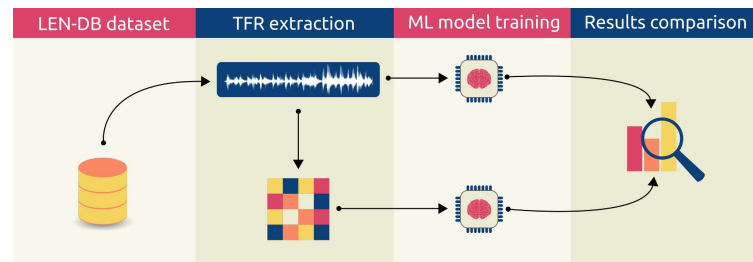 LEN-DB dataset
TFR extraction
ML model training
Results comparison